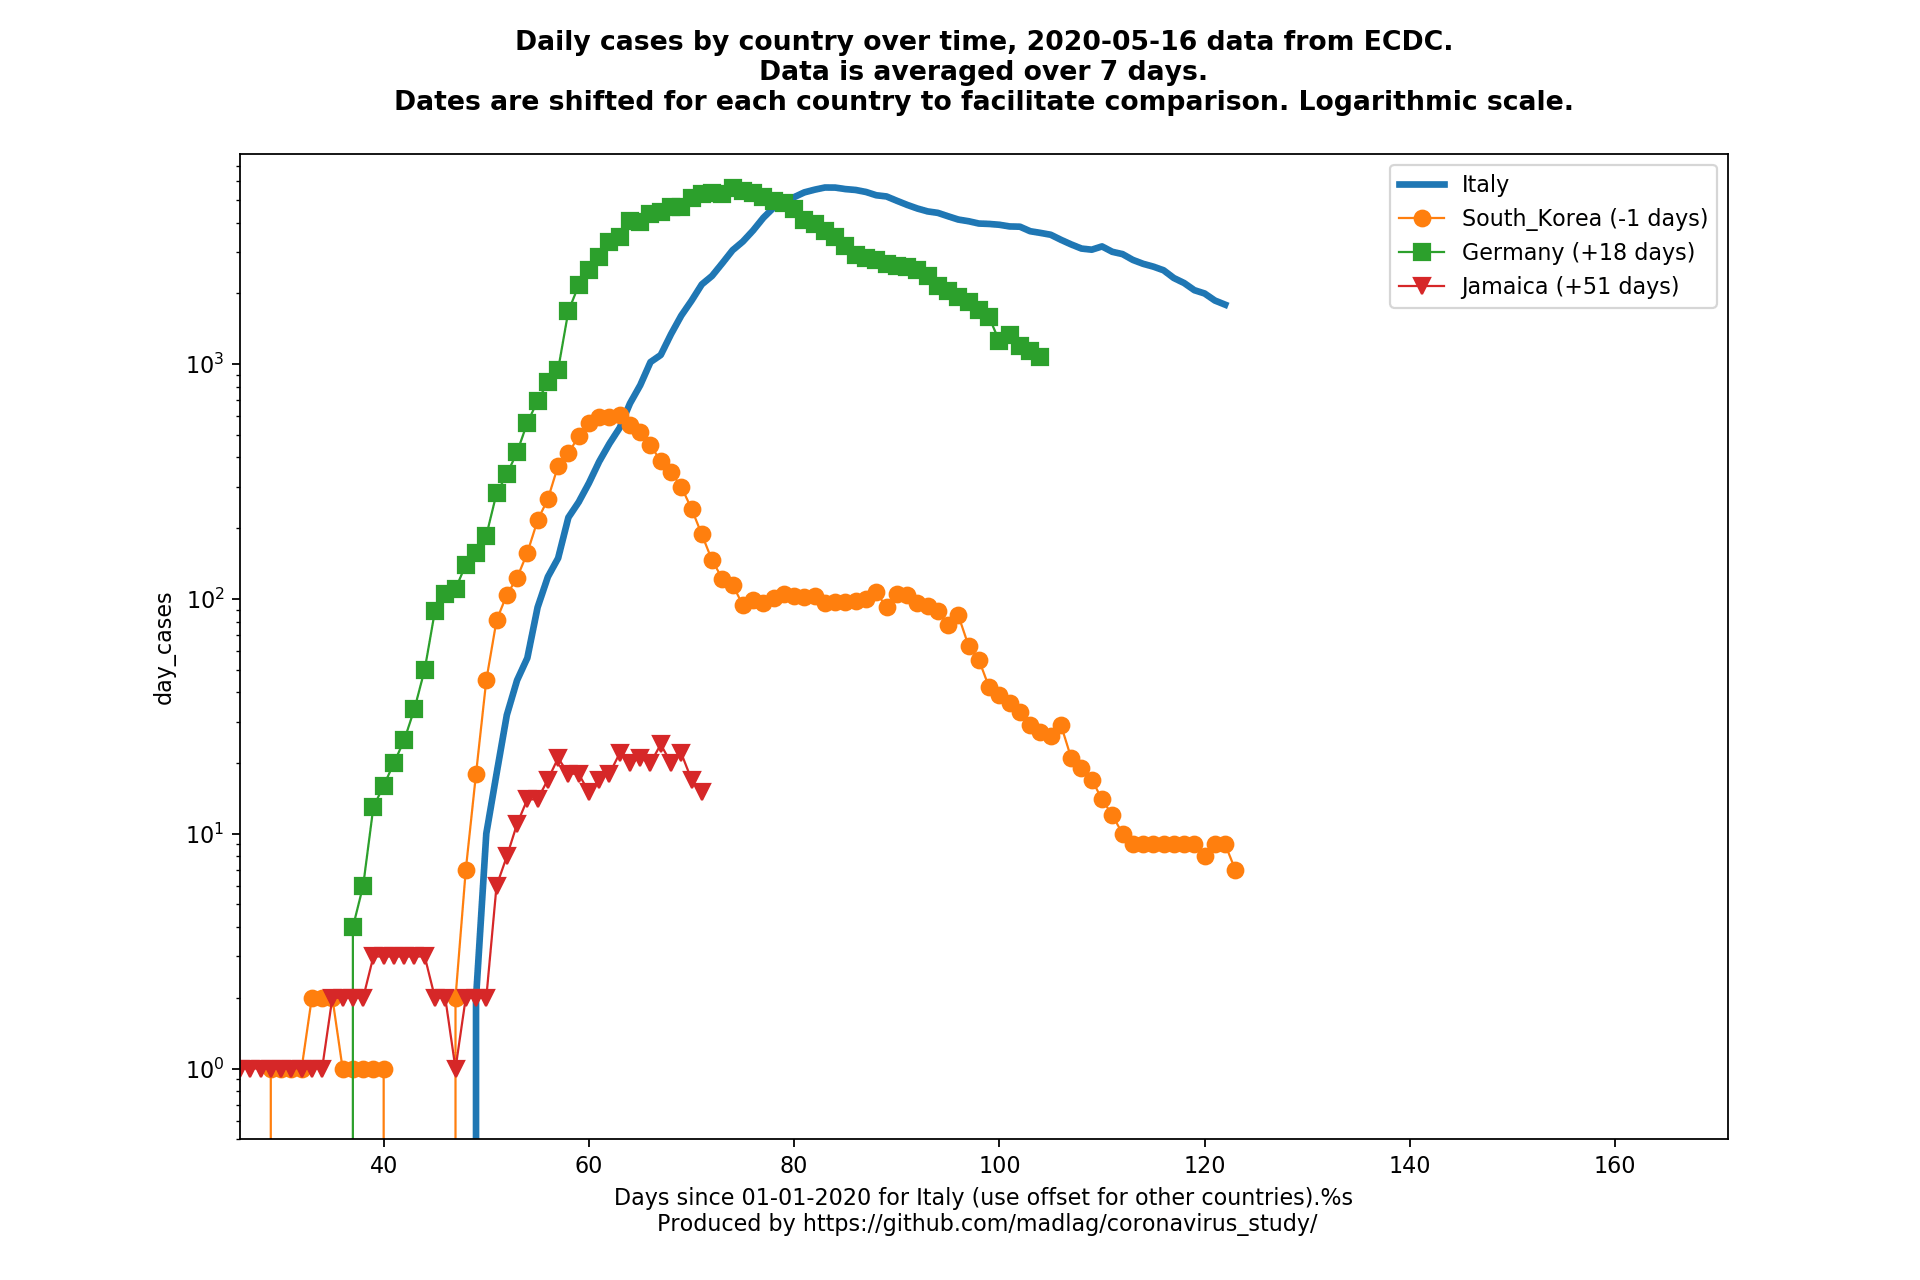 Daily cases by country over time, 2020-05-16 data from ECDC.
Data is averaged over 7 days.
Dates are shifted for each country to facilitate comparison. Logarithmic scale.
Italy
South_Korea (-1 days)
Germany (+18 days)
Jamaica (+51 days)
10³
10²
10¹
10⁰
day_cases
40 60 80 100 120 140 160
Days since 01-01-2020 for Italy (use offset for other countries).%s
Produced by https://github.com/madlag/coronavirus_study/